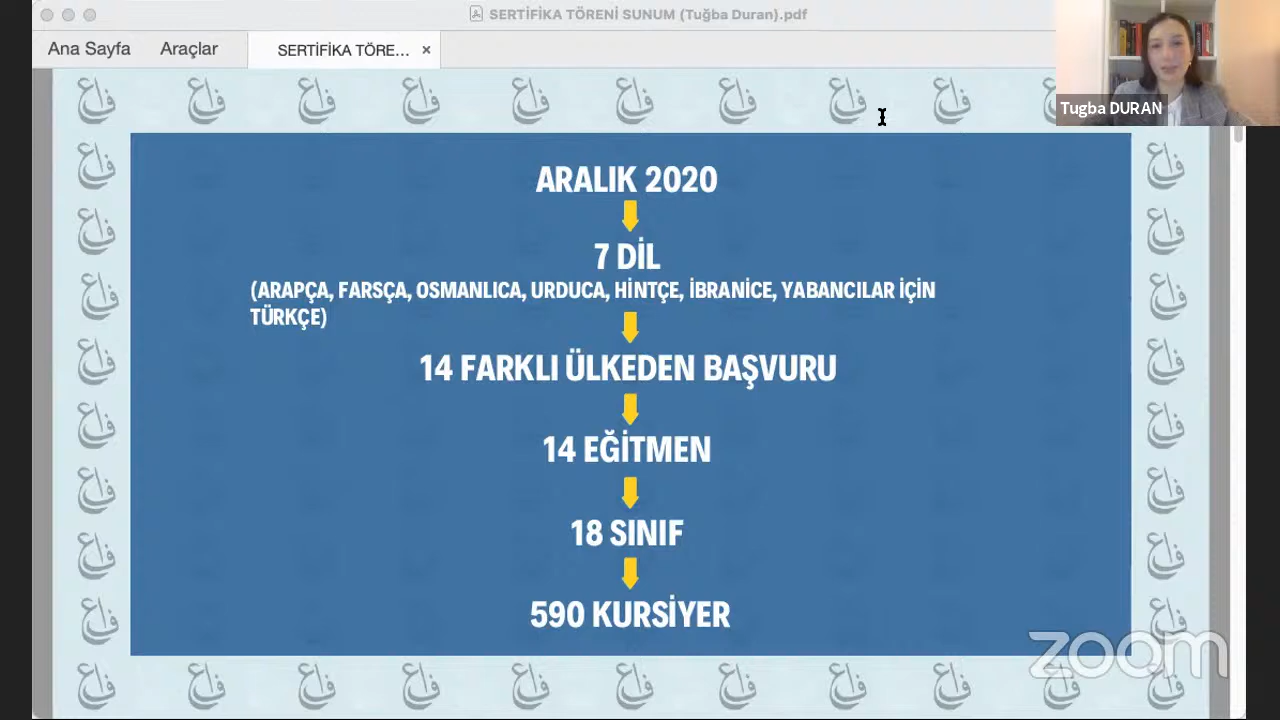 SERTİFİKA TÖRENİ SUNUM (Tuğba Duran).pdf
Ana Sayfa Araçlar SERTİFİKA TÖRE... ×
Tugba DURAN
ARALIK 2020
7 DİL
(ARAPÇA, FARSÇA, OSMANLICA, URDUCA, HİNTÇE, İBRANİCE, YABANCILAR İÇİN
TÜRKÇE)
14 FARKLI ÜLKEDEN BAŞVURU
14 EĞİTMEN
18 SINIF
590 KURSİYER
zoom